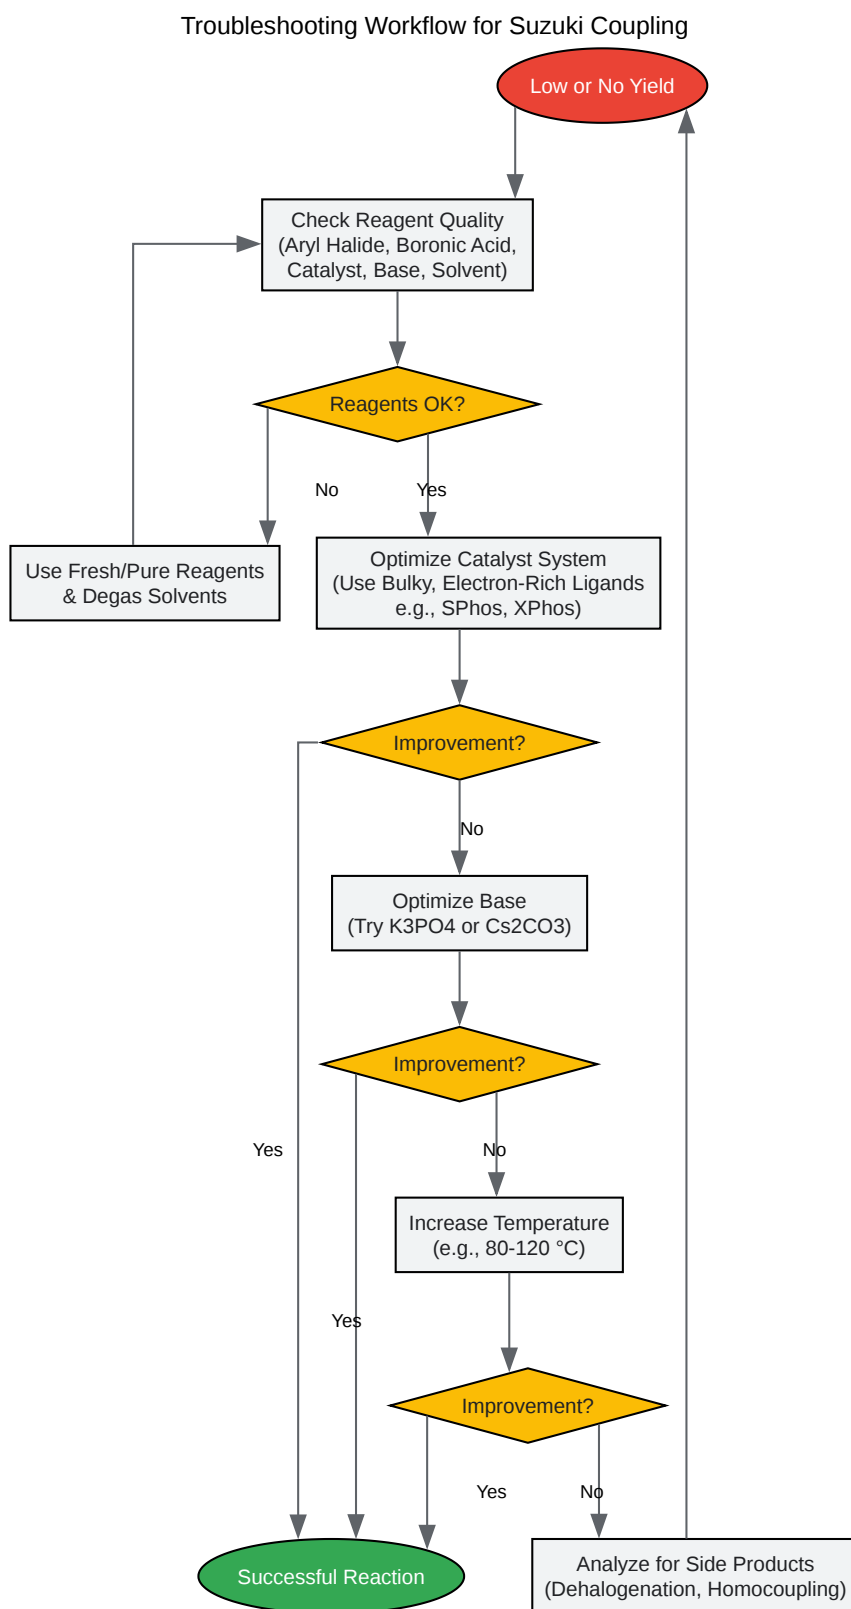 Troubleshooting Workflow for Suzuki Coupling
Low or No Yield
Check Reagent Quality
(Aryl Halide, Boronic Acid,
Catalyst, Base, Solvent)
Reagents OK?
No
Yes
Use Fresh/Pure Reagents
& Degas Solvents
Optimize Catalyst System
(Use Bulky, Electron-Rich Ligands
e.g., SPhos, XPhos)
Improvement?
No
Optimize Base
(Try K3PO4 or Cs2CO3)
Improvement?
Yes
No
Increase Temperature
(e.g., 80-120 °C)
Yes
Improvement?
Yes
No
Successful Reaction
Analyze for Side Products
(Dehalogenation, Homocoupling)